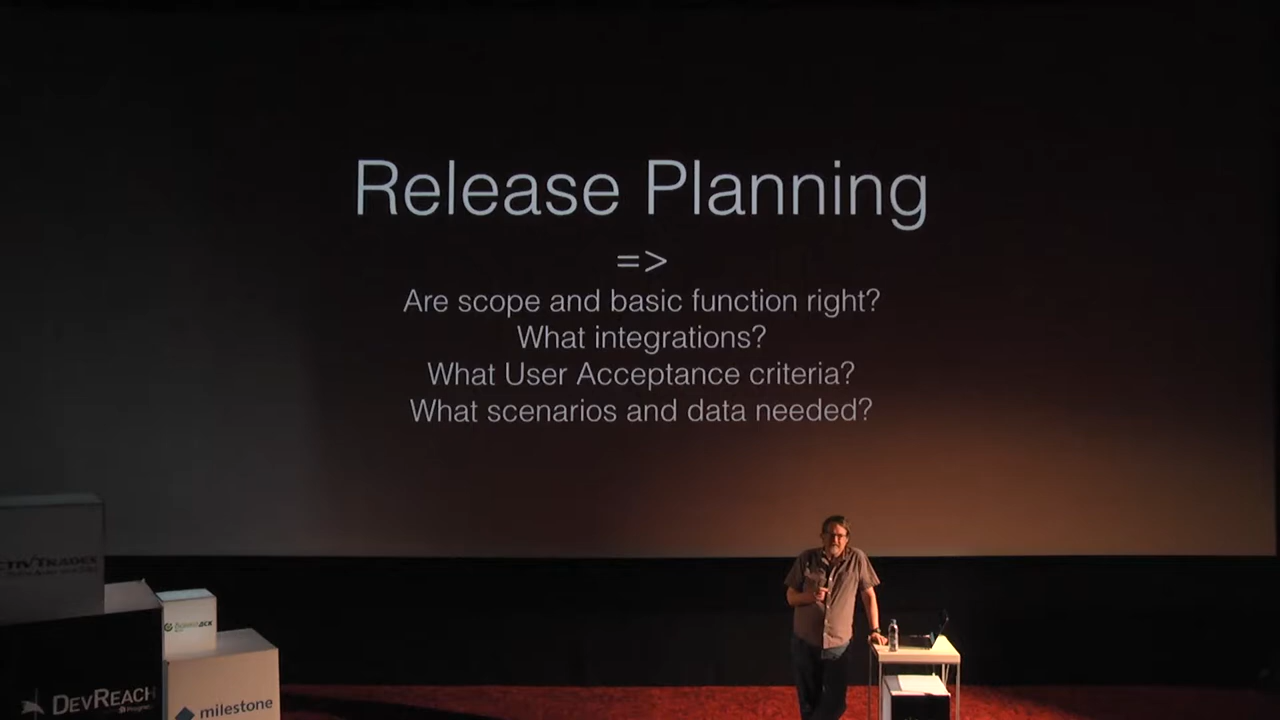 Release Planning
=>
Are scope and basic function right?
What integrations?
What User Acceptance criteria?
What scenarios and data needed?
DEVREACH
milestone